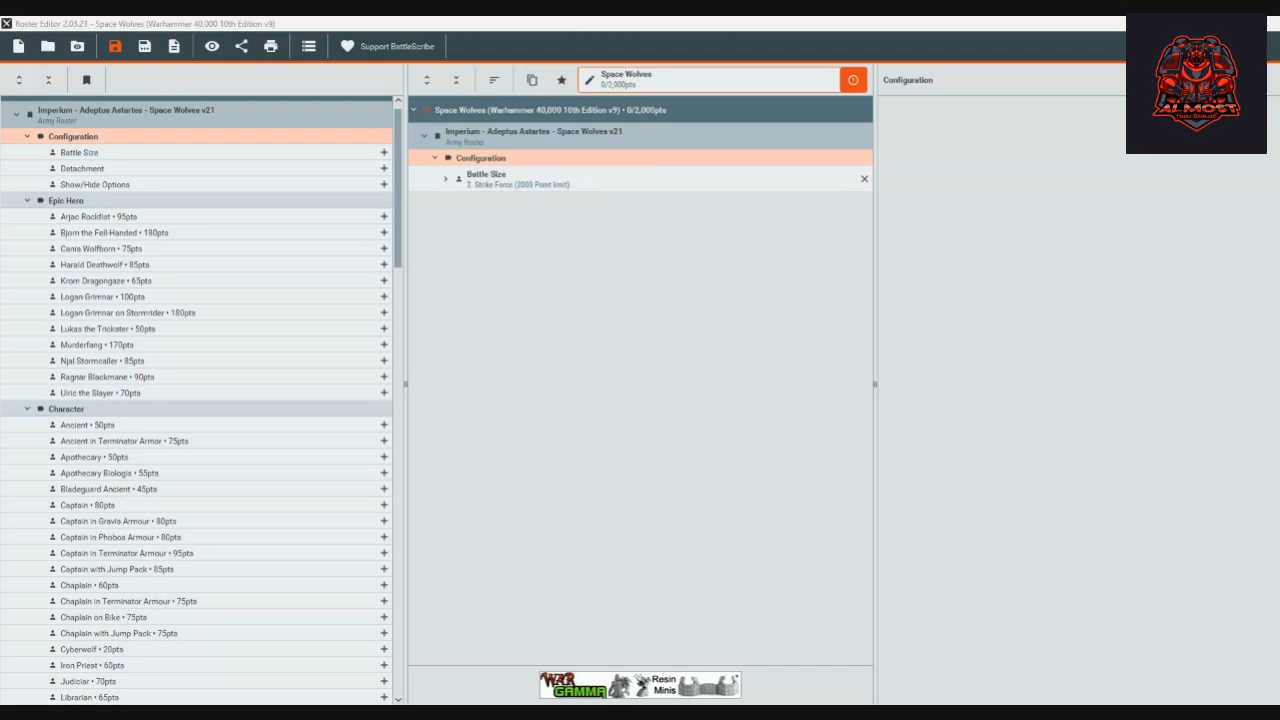 Roster Editor 2.03.21 - Space Wolves (Warhammer 40,000 10th Edition v9)
Support BattleScribe
Space Wolves
0/2,000pts
Configuration
Imperium - Adeptus Astartes - Space Wolves v21
Army Roster
Configuration
Battle Size
Detachment
Show/Hide Options
Epic Hero
Arjac Rockfist • 95pts
Bjorn the Fell-Handed • 180pts
Canis Wolfborn • 75pts
Harald Deathwolf • 85pts
Krom Dragongaze • 65pts
Logan Grimnar • 100pts
Logan Grimnar on Stormrider • 180pts
Lukas the Trickster • 50pts
Murderfang • 170pts
Njal Stormcaller • 85pts
Ragnar Blackmane • 90pts
Ulric the Slayer • 70pts
Character
Ancient • 50pts
Ancient in Terminator Armor • 75pts
Apothecary • 50pts
Apothecary Biologis • 55pts
Bladeguard Ancient • 45pts
Captain • 80pts
Captain in Gravis Armour • 80pts
Captain in Phobos Armour • 80pts
Captain in Terminator Armour • 95pts
Captain with Jump Pack • 85pts
Chaplain • 60pts
Chaplain in Terminator Armour • 75pts
Chaplain on Bike • 75pts
Chaplain with Jump Pack • 75pts
Cyberwolf • 20pts
Iron Priest • 60pts
Judiciar • 70pts
Librarian • 65pts
Space Wolves (Warhammer 40,000 10th Edition v9) • 0/2,000pts
Imperium - Adeptus Astartes - Space Wolves v21
Army Roster
Configuration
Battle Size
2. Strike Force (2000 Point limit)
WAR
GAMMA
Resin
Minis
ALMOST
Functional